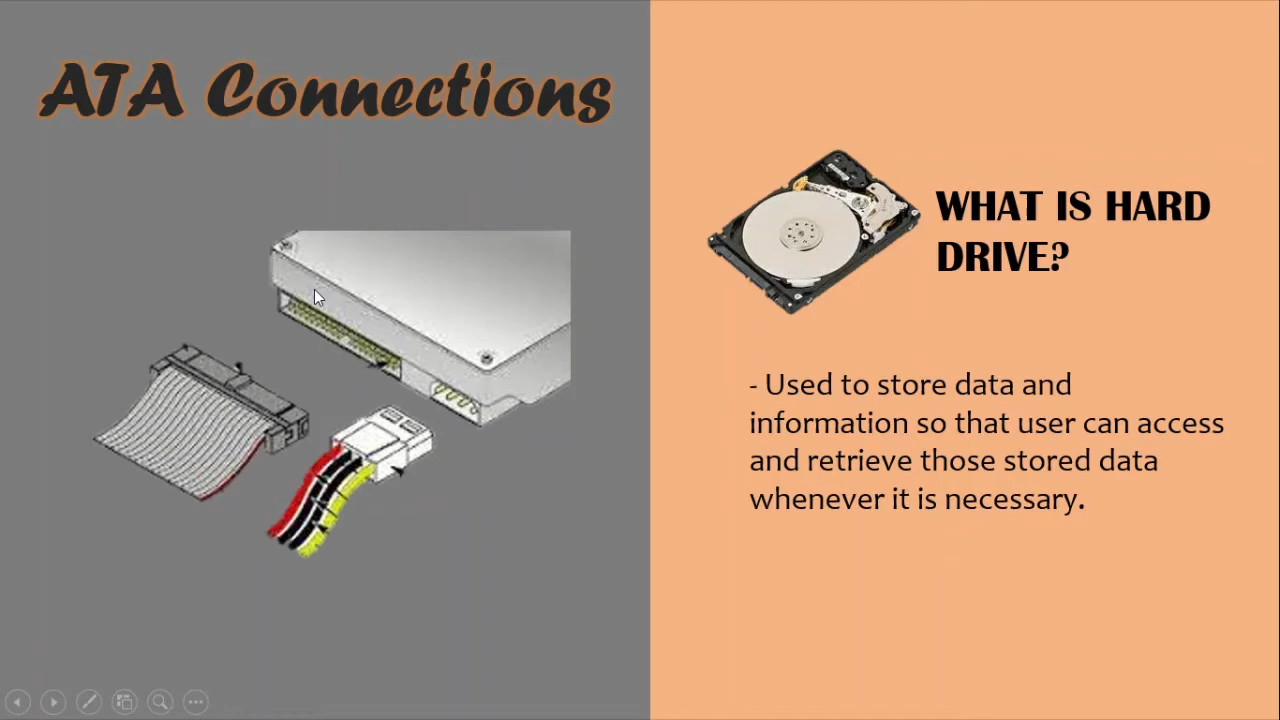 ATA Connections
WHAT IS HARD
DRIVE?
- Used to store data and
information so that user can access
and retrieve those stored data
whenever it is necessary.